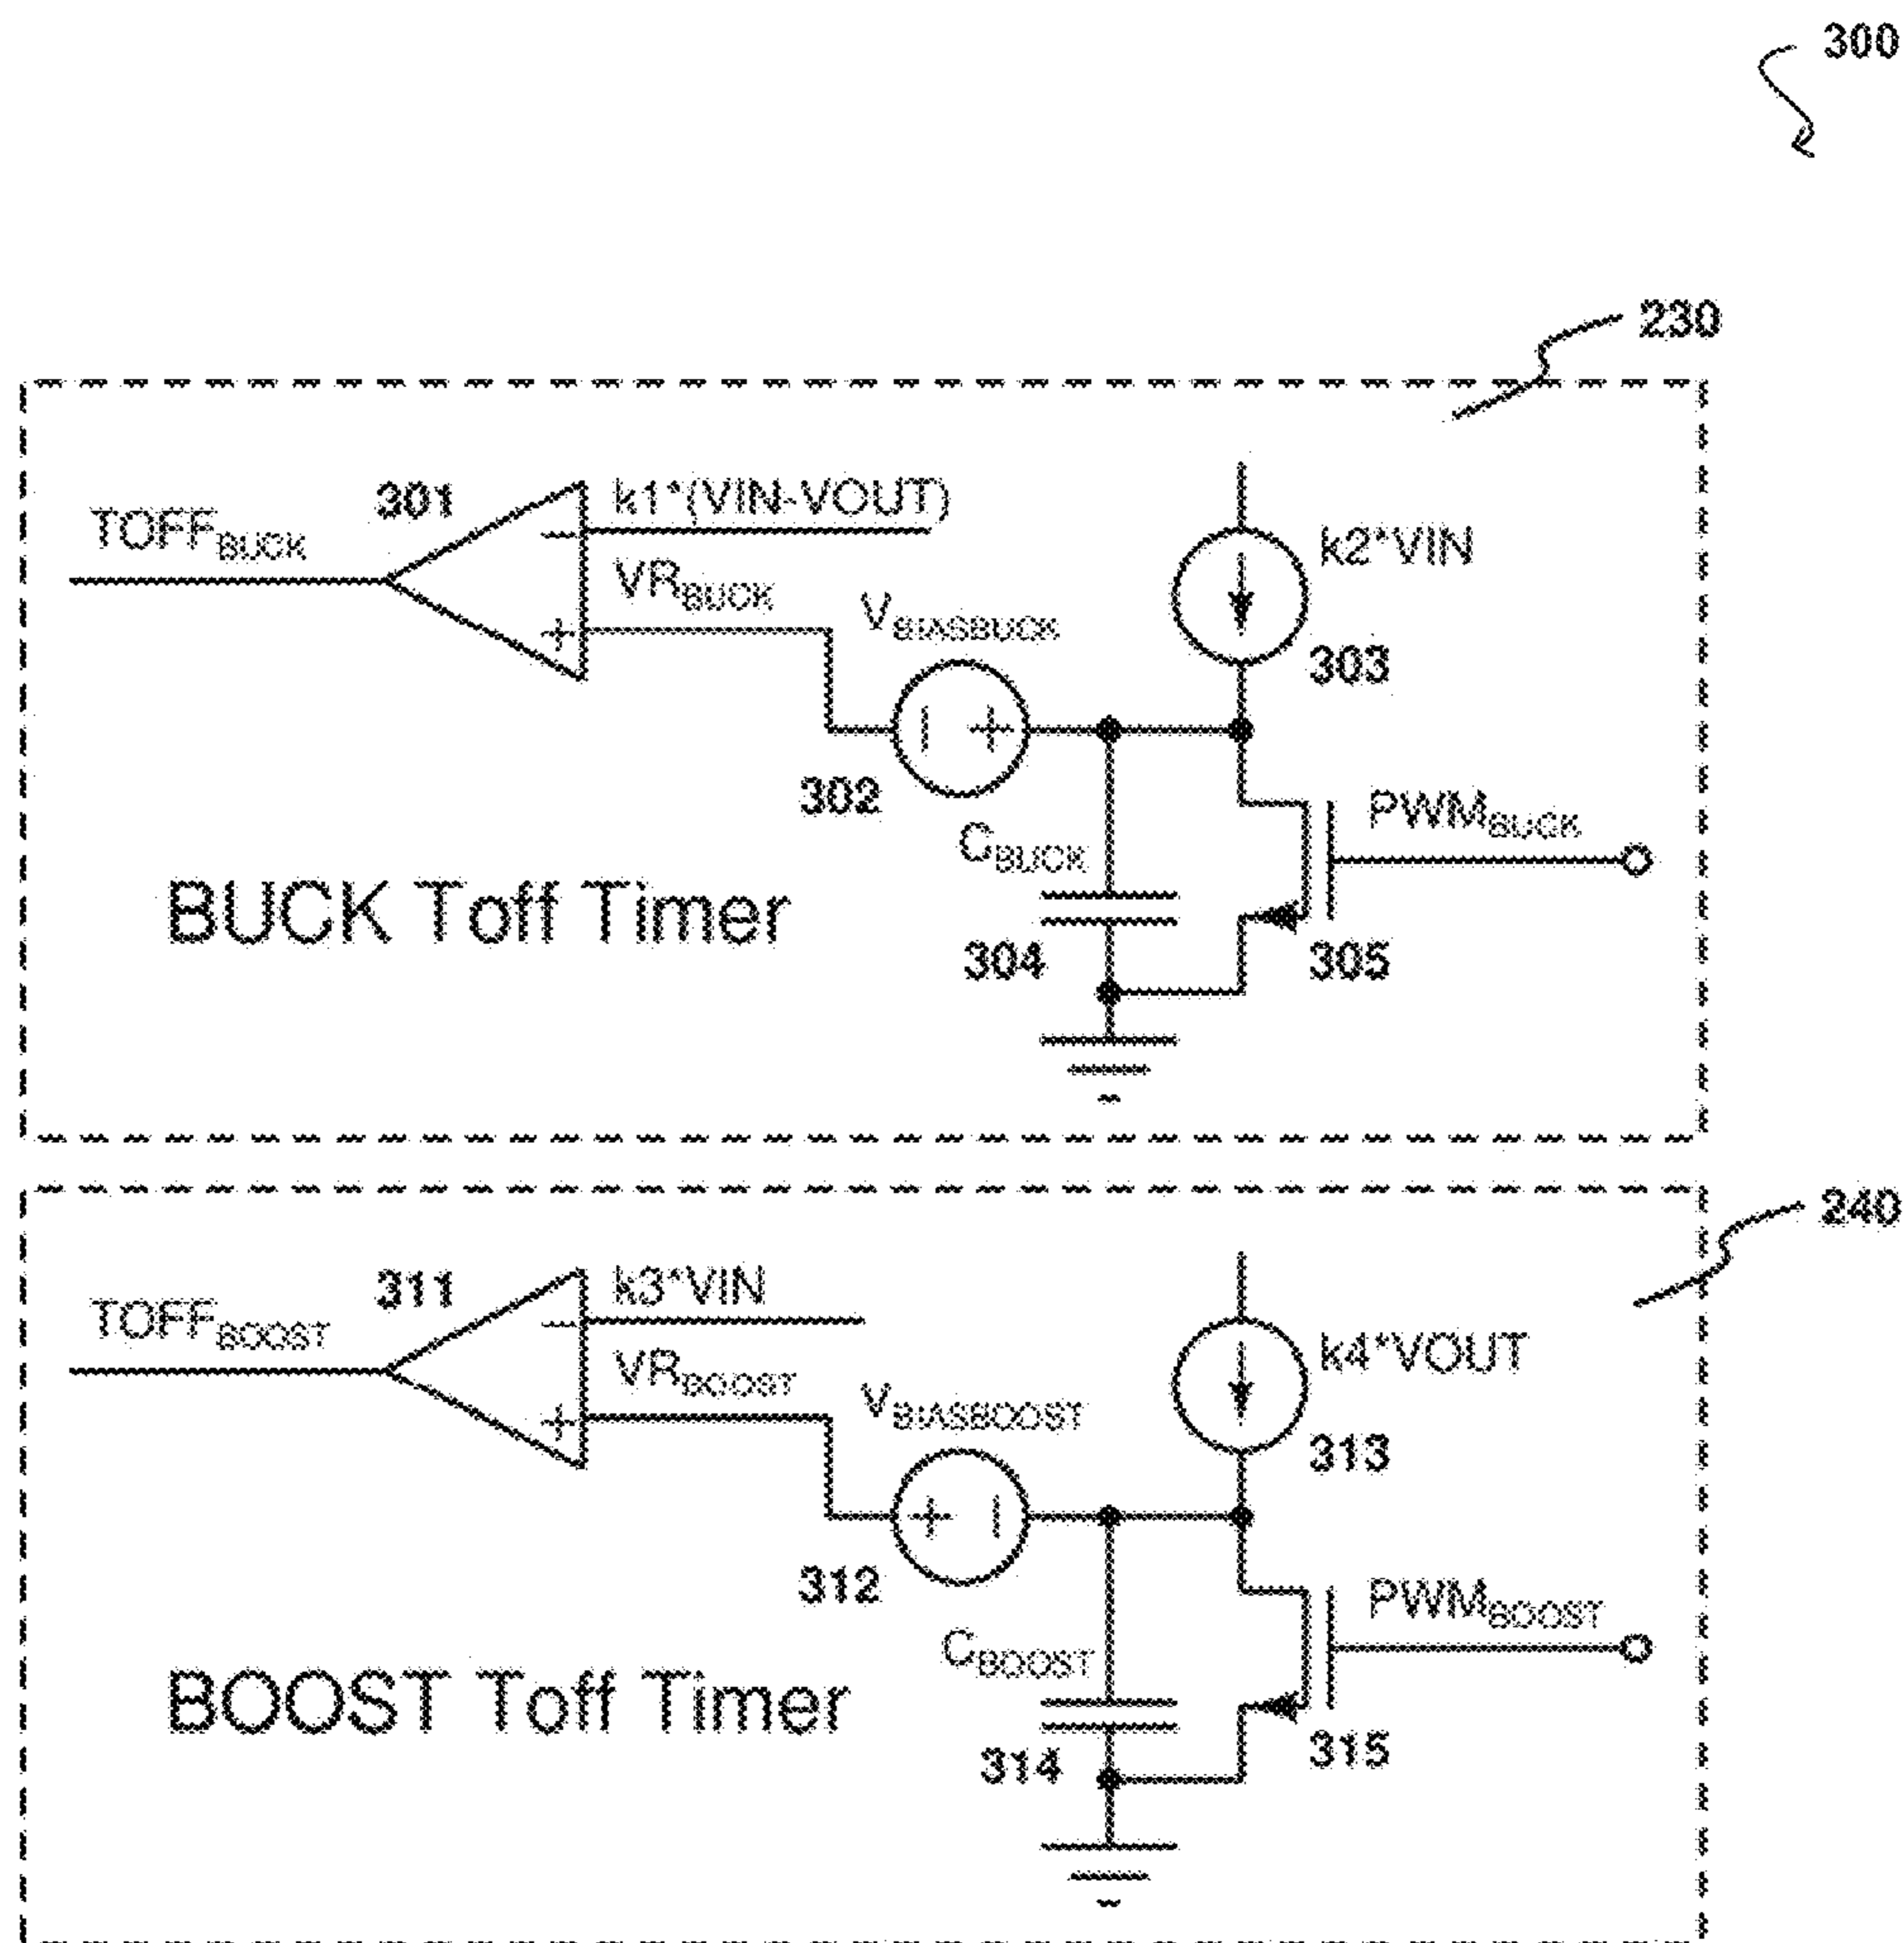 300
230
301
k1*(VIN-VOUT)
TOFFBUCK
k2*VIN
VRBUCK
VBIASBUCK
303
302
PWMBUCK
CBUCK
BUCK Toff Timer
304
305
240
311
k3*VIN
TOFFBOOST
k4*VOUT
VRBOOST
VBIASBOOST
313
312
PWMBOOST
CBOOST
BOOST Toff Timer
314
315